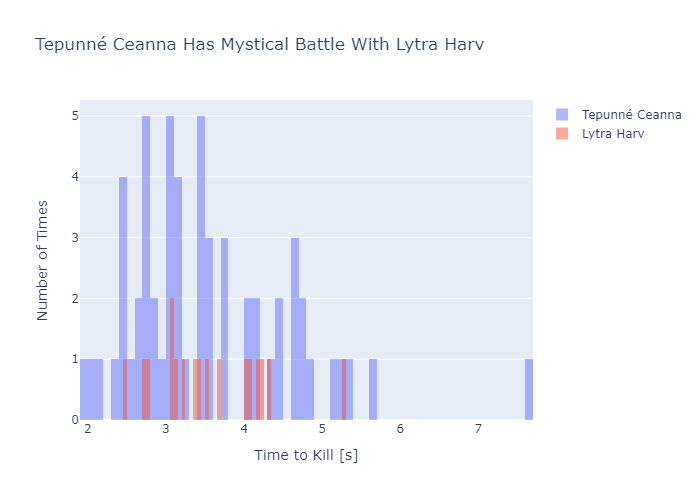 Tepunné Ceanna Has Mystical Battle With Lytra Harv
Tepunné Ceanna
Lytra Harv
Number of Times
5
4
3
2
1
0
2 3 4 5 6 7
Time to Kill [s]